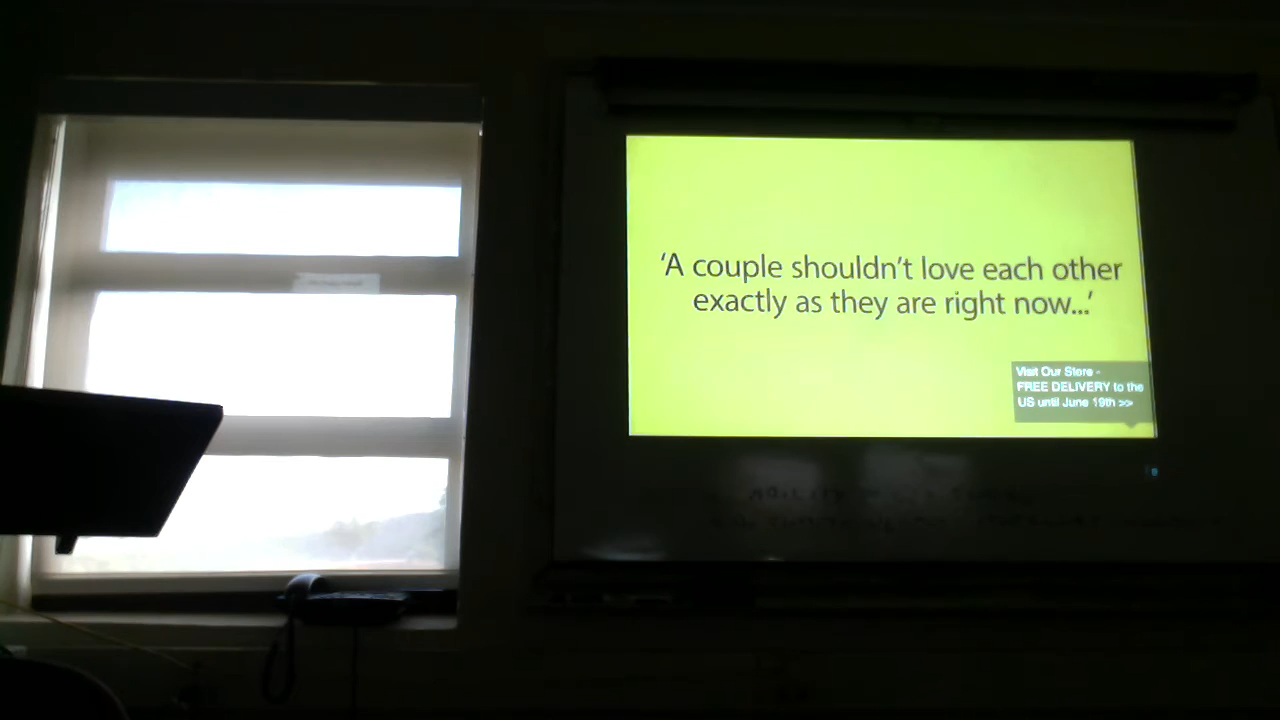 ‘A couple shouldn’t love each other
exactly as they are right now...’
Visit Our Store -
FREE DELIVERY to the
US until June 19th >>